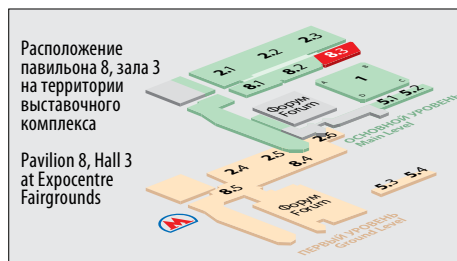 Расположение
павильона 8, зала 3
на территории
выставочного
комплекса
Pavilion 8, Hall 3
at Expocentre
Fairgrounds
2.1
2.2
2.3
8.1
8.2
8.3
1
A
B
C
D
5.1
5.2
Форум
Forum
ОСНОВНОЙ УРОВЕНЬ
Main Level
2.4
2.5
2.6
8.4
8.5
5.3
5.4
Форум
Forum
ПЕРВЫЙ УРОВЕНЬ
Ground Level
М